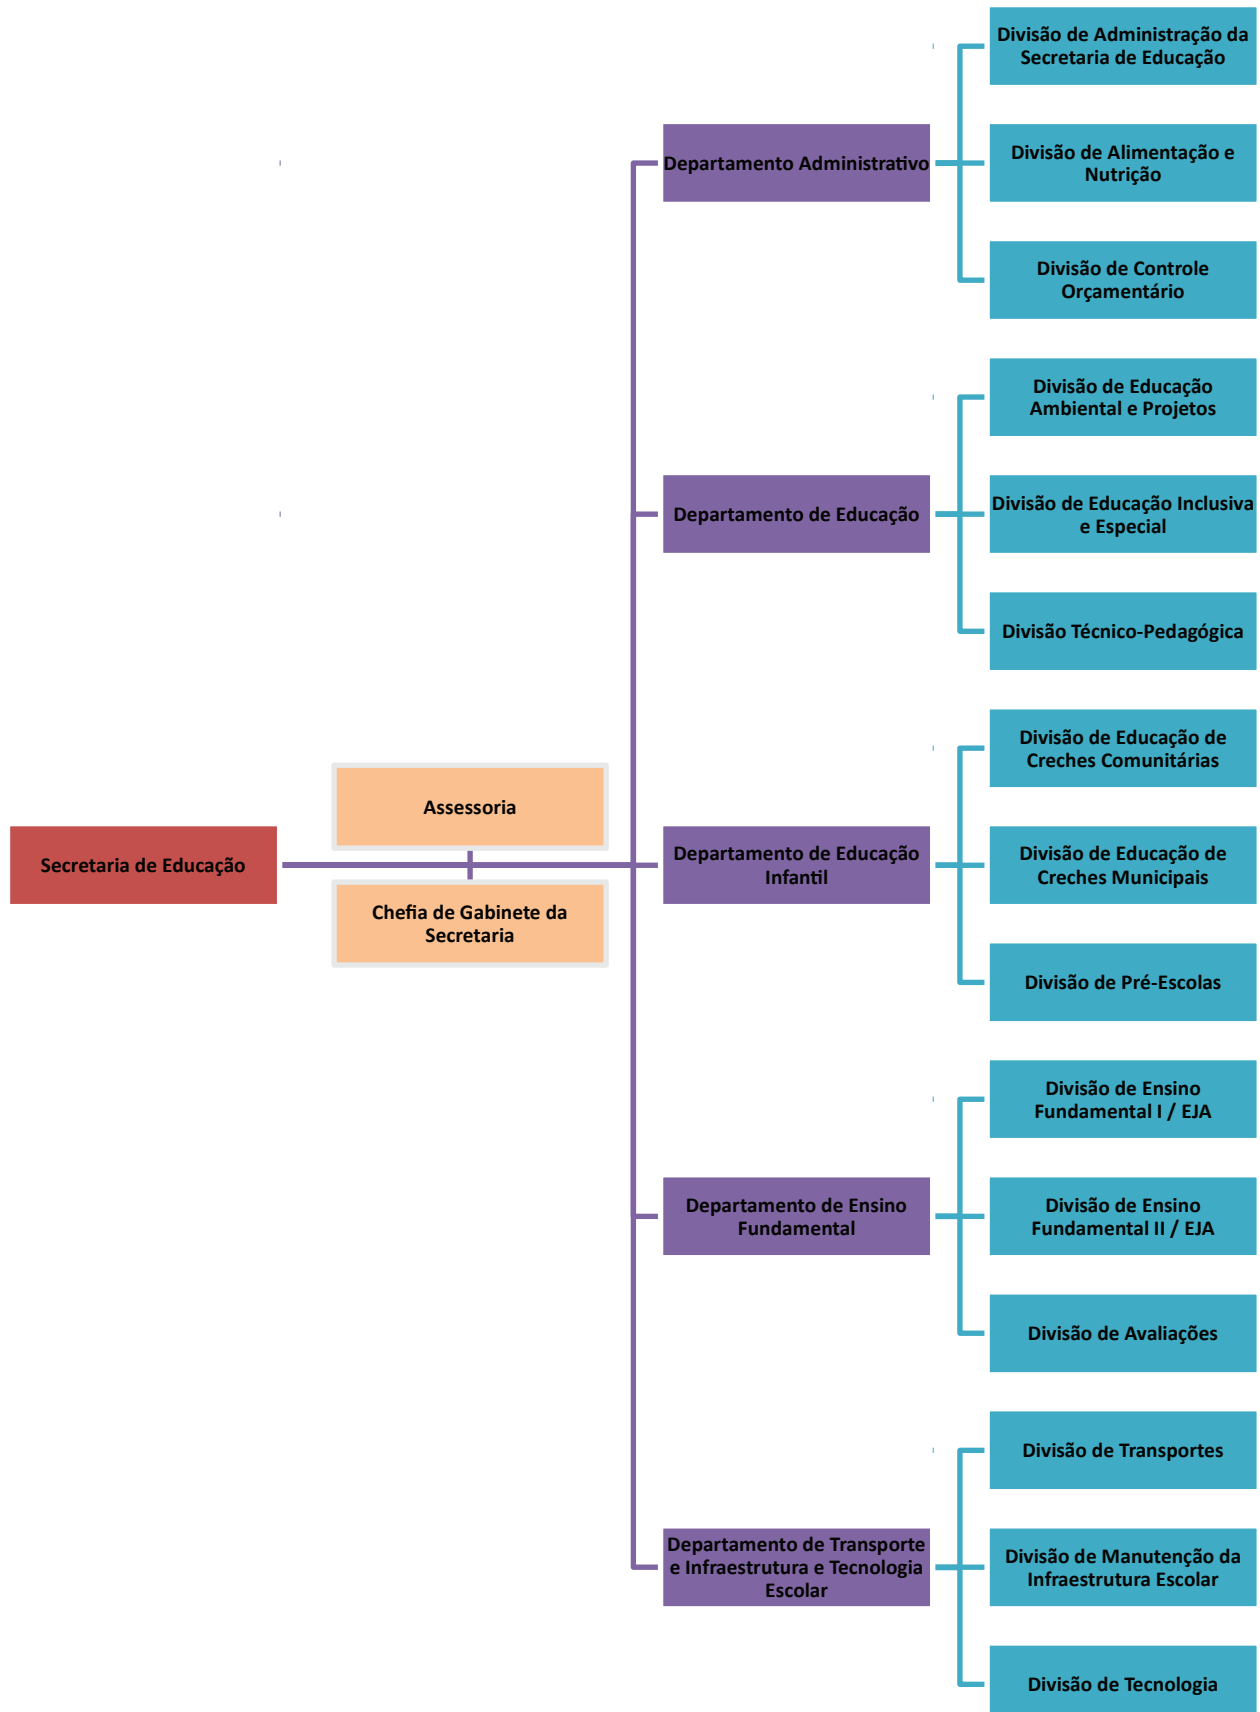 Secretaria de Educação
Assessoria
Chefia de Gabinete da
Secretaria
Departamento Administrativo
Divisão de Administração da
Secretaria de Educação
Divisão de Alimentação e
Nutrição
Divisão de Controle
Orçamentário
Departamento de Educação
Divisão de Educação
Ambiental e Projetos
Divisão de Educação Inclusiva
e Especial
Divisão Técnico-Pedagógica
Departamento de Educação
Infantil
Divisão de Educação de
Creches Comunitárias
Divisão de Educação de
Creches Municipais
Divisão de Pré-Escolas
Departamento de Ensino
Fundamental
Divisão de Ensino
Fundamental I / EJA
Divisão de Ensino
Fundamental II / EJA
Divisão de Avaliações
Departamento de Transporte
e Infraestrutura e Tecnologia
Escolar
Divisão de Transportes
Divisão de Manutenção da
Infraestrutura Escolar
Divisão de Tecnologia